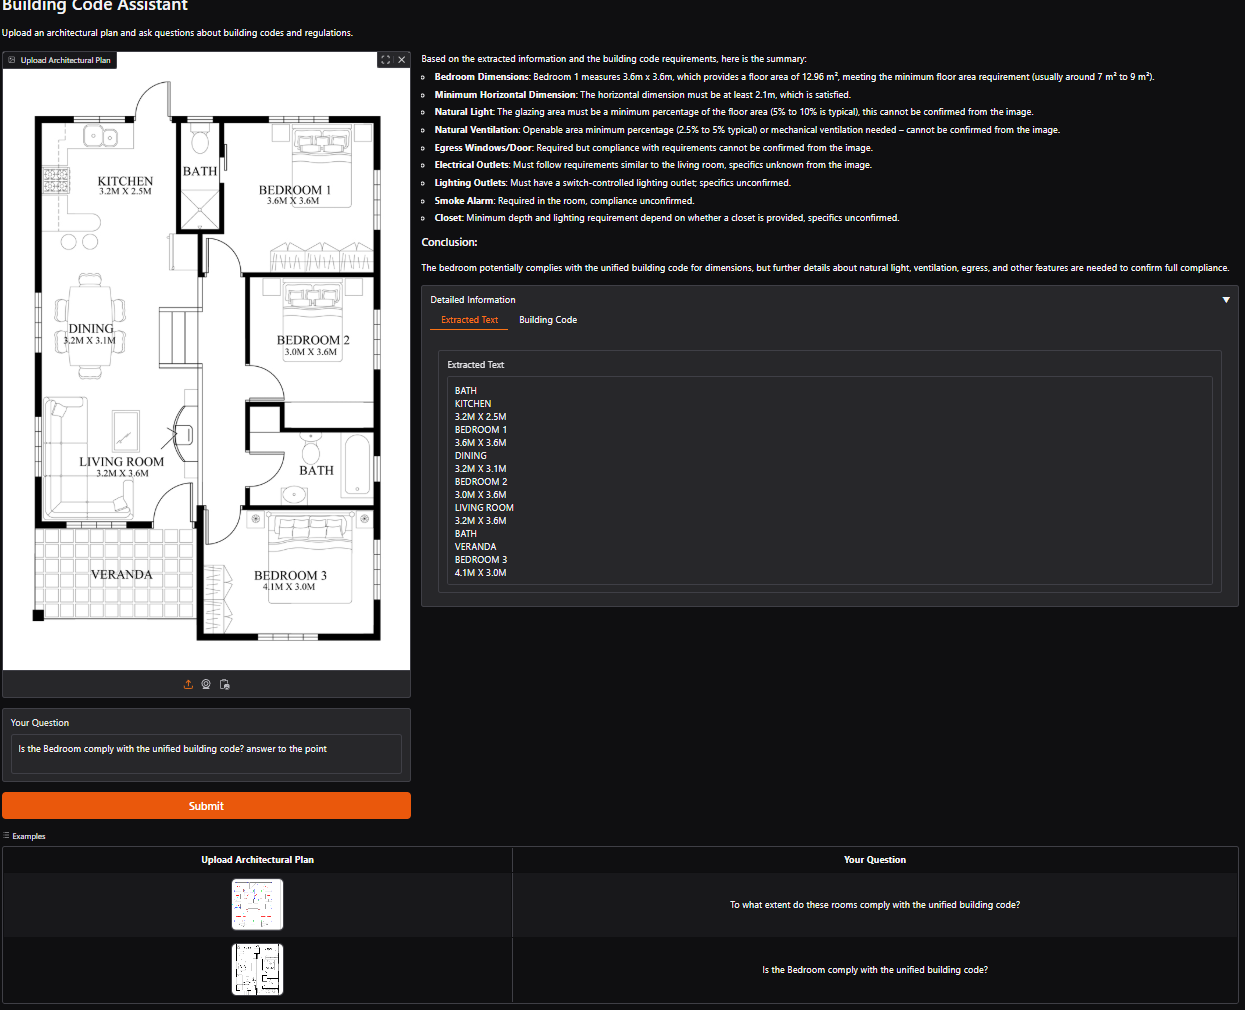 Building Code Assistant
Upload an architectural plan and ask questions about building codes and regulations.
Upload Architectural Plan
KITCHEN
3.2M X 2.5M
BATH
BEDROOM 1
3.6M X 3.6M
DINING
3.2M X 3.1M
BEDROOM 2
3.0M X 3.6M
LIVING ROOM
3.2M X 3.6M
BATH
VERANDA
BEDROOM 3
4.1M X 3.0M
Your Question
Is the Bedroom comply with the unified building code? answer to the point
Submit
Based on the extracted information and the building code requirements, here is the summary:
Bedroom Dimensions: Bedroom 1 measures 3.6m x 3.6m, which provides a floor area of 12.96 m², meeting the minimum floor area requirement (usually around 7 m² to 9 m²).
Minimum Horizontal Dimension: The horizontal dimension must be at least 2.1m, which is satisfied.
Natural Light: The glazing area must be a minimum percentage of the floor area (5% to 10% is typical), this cannot be confirmed from the image.
Natural Ventilation: Openable area minimum percentage (2.5% to 5% typical) or mechanical ventilation needed – cannot be confirmed from the image.
Egress Windows/Door: Required but compliance with requirements cannot be confirmed from the image.
Electrical Outlets: Must follow requirements similar to the living room, specifics unknown from the image.
Lighting Outlets: Must have a switch-controlled lighting outlet; specifics unconfirmed.
Smoke Alarm: Required in the room, compliance unconfirmed.
Closet: Minimum depth and lighting requirement depend on whether a closet is provided, specifics unconfirmed.
Conclusion:
The bedroom potentially complies with the unified building code for dimensions, but further details about natural light, ventilation, egress, and other features are needed to confirm full compliance.
Detailed Information
Extracted Text
Building Code
Extracted Text
BATH
KITCHEN
3.2M X 2.5M
BEDROOM 1
3.6M X 3.6M
DINING
3.2M X 3.1M
BEDROOM 2
3.0M X 3.6M
LIVING ROOM
3.2M X 3.6M
BATH
VERANDA
BEDROOM 3
4.1M X 3.0M
Examples
Upload Architectural Plan
Your Question
To what extent do these rooms comply with the unified building code?
Is the Bedroom comply with the unified building code?